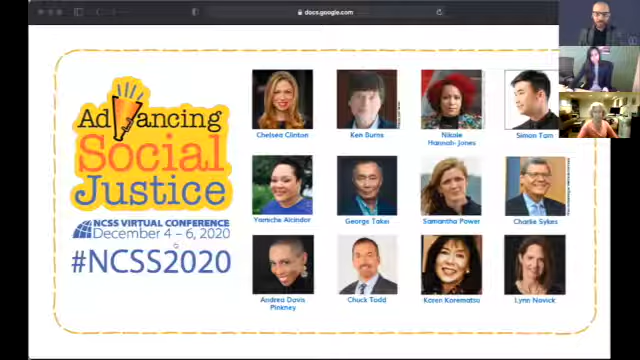 docs.google.com
Advancing
Social
Justice
NCSS VIRTUAL CONFERENCE
December 4 – 6, 2020
#NCSS2020
Chelsea Clinton
Ken Burns
Nikole
Hannah-Jones
Simon Tam
Yamiche Alcindor
George Takei
Samantha Power
Charlie Sykes
Andrea Davis
Pinkney
Chuck Todd
Karen Korematsu
Lynn Novick